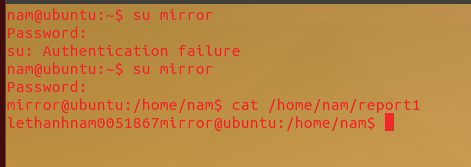 nam@ubuntu:~$ su mirror
Password:
su: Authentication failure
nam@ubuntu:~$ su mirror
Password:
mirror@ubuntu:/home/nam$ cat /home/nam/report1
lethanhnam0051867mirror@ubuntu:/home/nam$